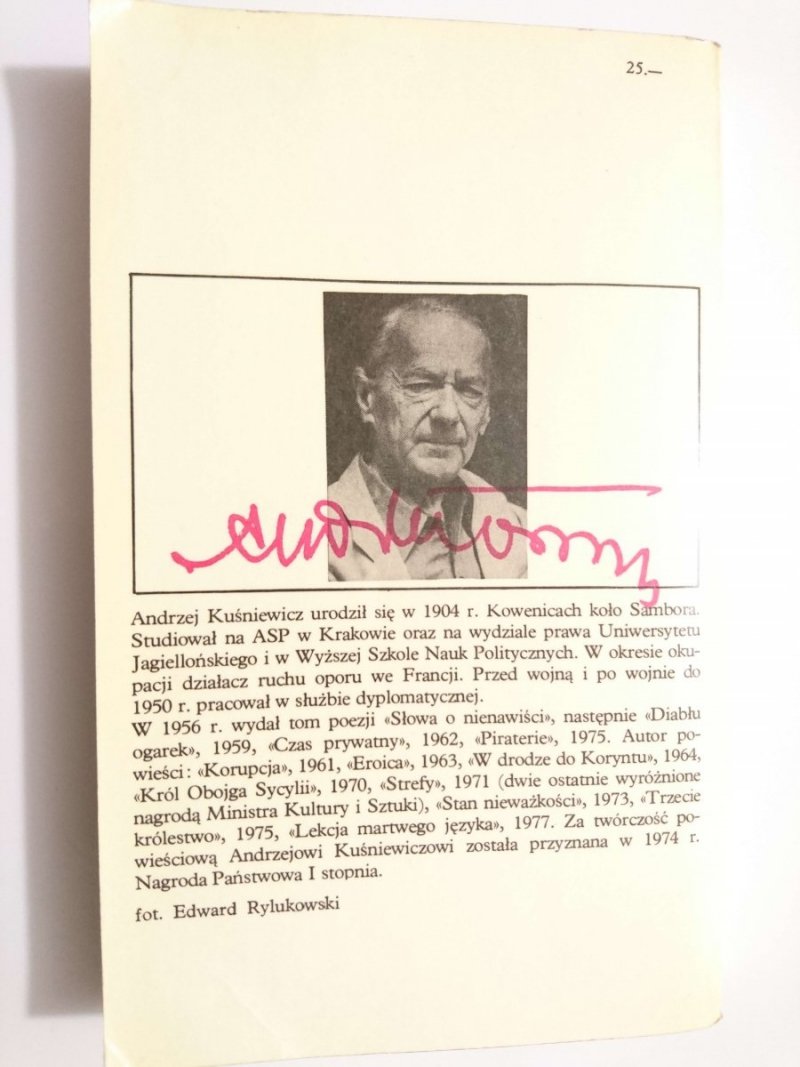 25.—
Andrzej Kuśniewicz urodził się w 1904 r. Kowenicach koło Sambora.
Studiował na ASP w Krakowie oraz na wydziale prawa Uniwersytetu
Jagiellońskiego i w Wyższej Szkole Nauk Politycznych. W okresie oku-
pacji działacz ruchu oporu we Francji. Przed wojną i po wojnie do
1950 r. pracował w służbie dyplomatycznej.
W 1956 r. wydał tom poezji «Słowa o nienawiści», następnie «Diabłu
ogarek», 1959, «Czas prywatny», 1962, «Piraterie», 1975. Autor po-
wieści: «Korupcja», 1961, «Eroica», 1963, «W drodze do Koryntu», 1964,
«Król Obojga Sycylii», 1970, «Strefy», 1971 (dwie ostatnie wyróżnione
nagrodą Ministra Kultury i Sztuki), «Stan nieważkości», 1973, «Trzecie
królestwo», 1975, «Lekcja martwego języka», 1977. Za twórczość po-
wieściową Andrzejowi Kuśniewiczowi została przyznana w 1974 r.
Nagroda Państwowa I stopnia.
fot. Edward Rylukowski